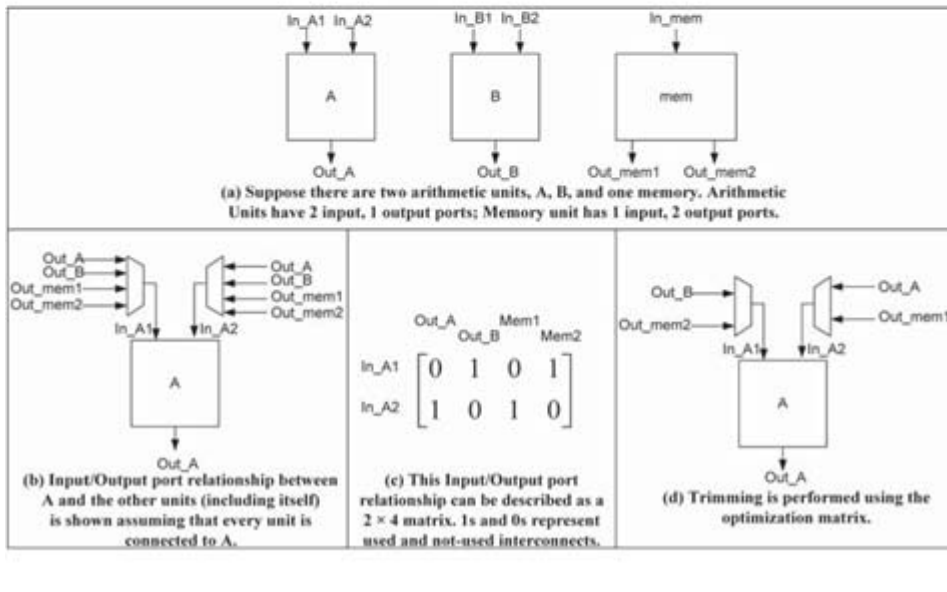 In_A1 In_A2
In_B1 In_B2
In_mem
A
B
mem
Out_A
Out_B
Out_mem1
Out_mem2
(a) Suppose there are two arithmetic units, A, B, and one memory. Arithmetic
Units have 2 input, 1 output ports; Memory unit has 1 input, 2 output ports.
Out_A
Out_B
Out_mem1
Out_mem2
Out_A
Out_B
Out_mem1
Out_mem2
In_A1
In_A2
A
Out_A
(b) Input/Output port relationship between
A and the other units (including itself)
is shown assuming that every unit is
connected to A.
Out_A
Out_B
Mem1
Mem2
In_A1 0 1 0 1
In_A2 1 0 1 0
(c) This Input/Output port
relationship can be described as a
2 × 4 matrix. 1s and 0s represent
used and not-used interconnects.
Out_B
Out_mem2
Out_A
Out_mem1
In_A1
In_A2
A
Out_A
(d) Trimming is performed using the
optimization matrix.